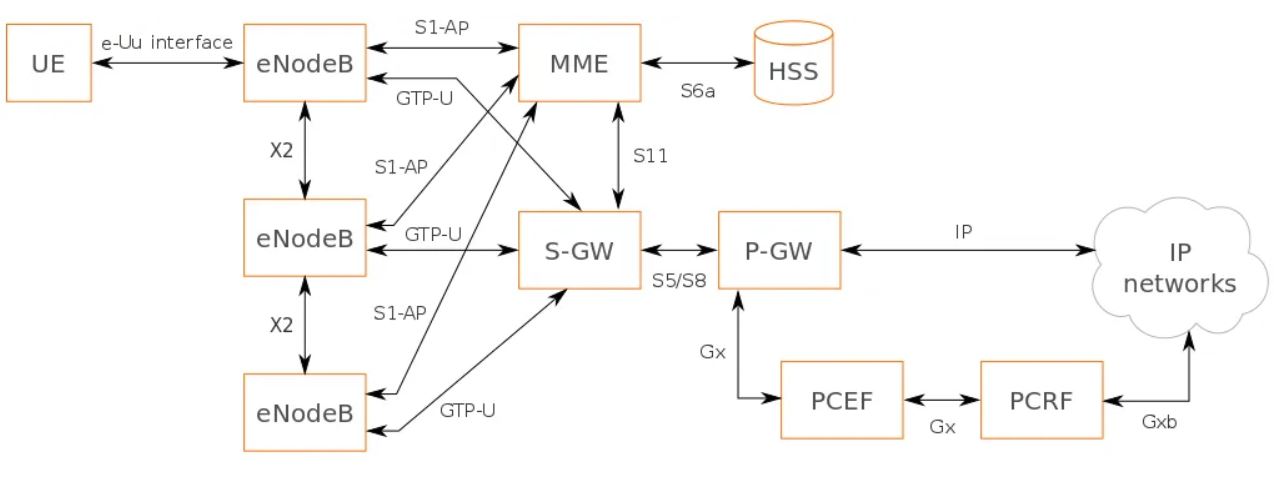 UE
e-Uu interface
eNodeB
S1-AP
MME
S6a
HSS
GTP-U
X2
S1-AP
S11
eNodeB
GTP-U
S-GW
S5/S8
P-GW
IP
IP
networks
X2
S1-AP
Gx
eNodeB
GTP-U
PCEF
Gx
PCRF
Gxb